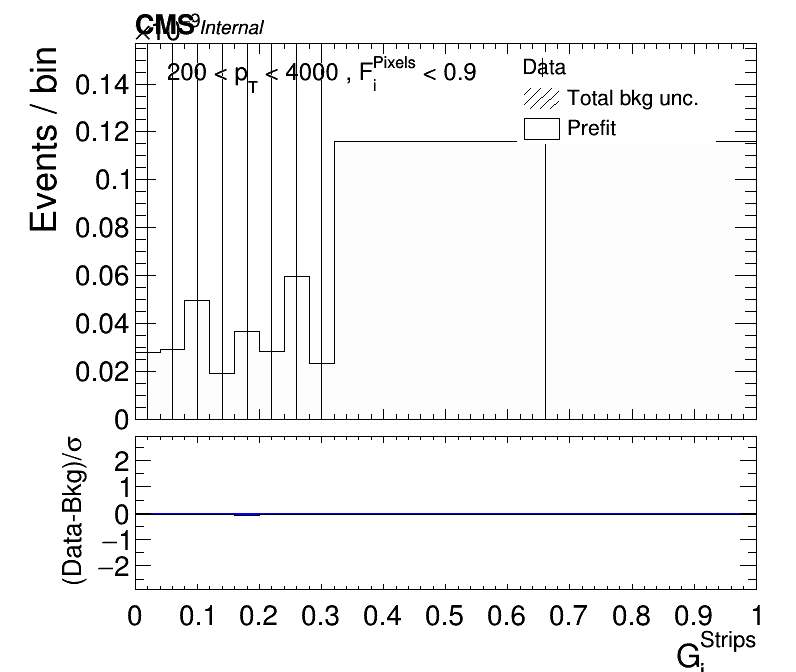 CMS Internal
×10⁹
200 < p_T < 4000 , F_i^Pixels < 0.9
Data
Total bkg unc.
Prefit
Events / bin
0.14
0.12
0.1
0.08
0.06
0.04
0.02
0
(Data-Bkg)/σ
2
1
0
−1
−2
0 0.1 0.2 0.3 0.4 0.5 0.6 0.7 0.8 0.9 1
G_i^Strips